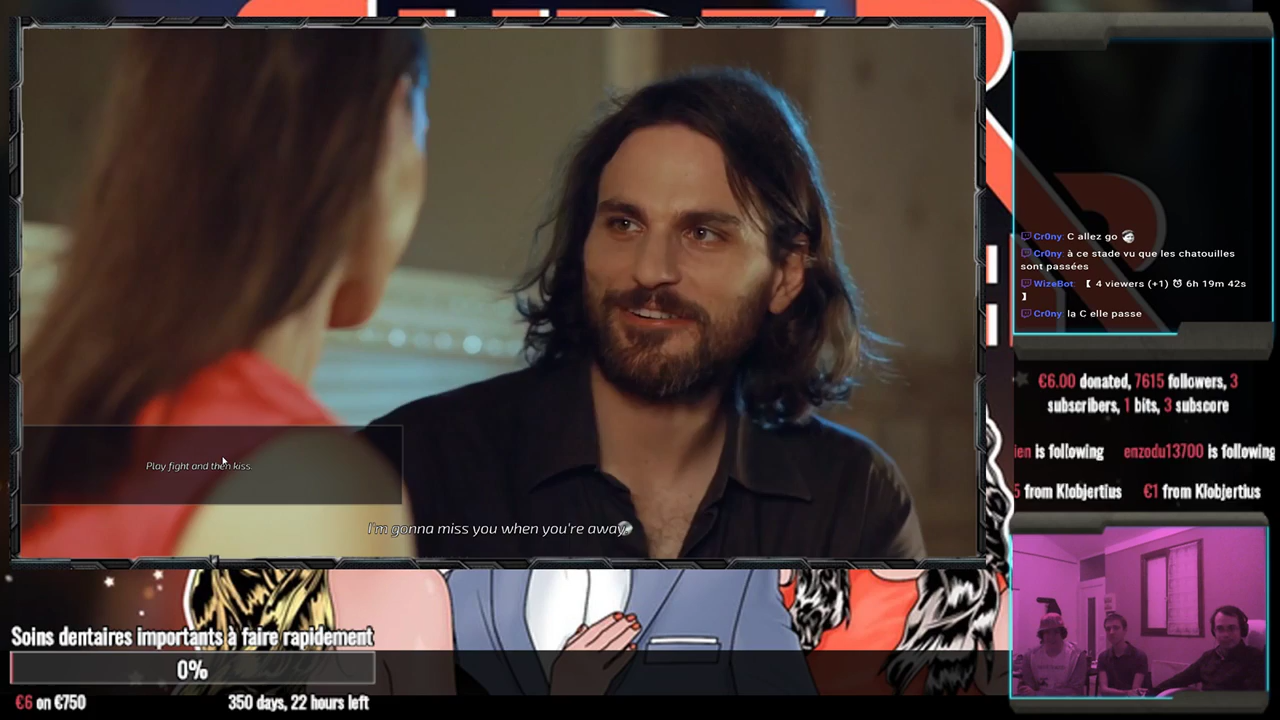 Play fight and then kiss.
I'm gonna miss you when you're away.
Cr0ny: C allez go
Cr0ny: à ce stade vu que les chatouilles
sont passées
WizeBot: 【 4 viewers (+1) ⏰ 6h 19m 42s
】
Cr0ny: la C elle passe
€6.00 donated, 7615 followers, 3
subscribers, 1 bits, 3 subscore
is following enzodu13700 is following
from Klobjertius €1 from Klobjertius
Soins dentaires importants à faire rapidement
0%
€6 on €750 350 days, 22 hours left